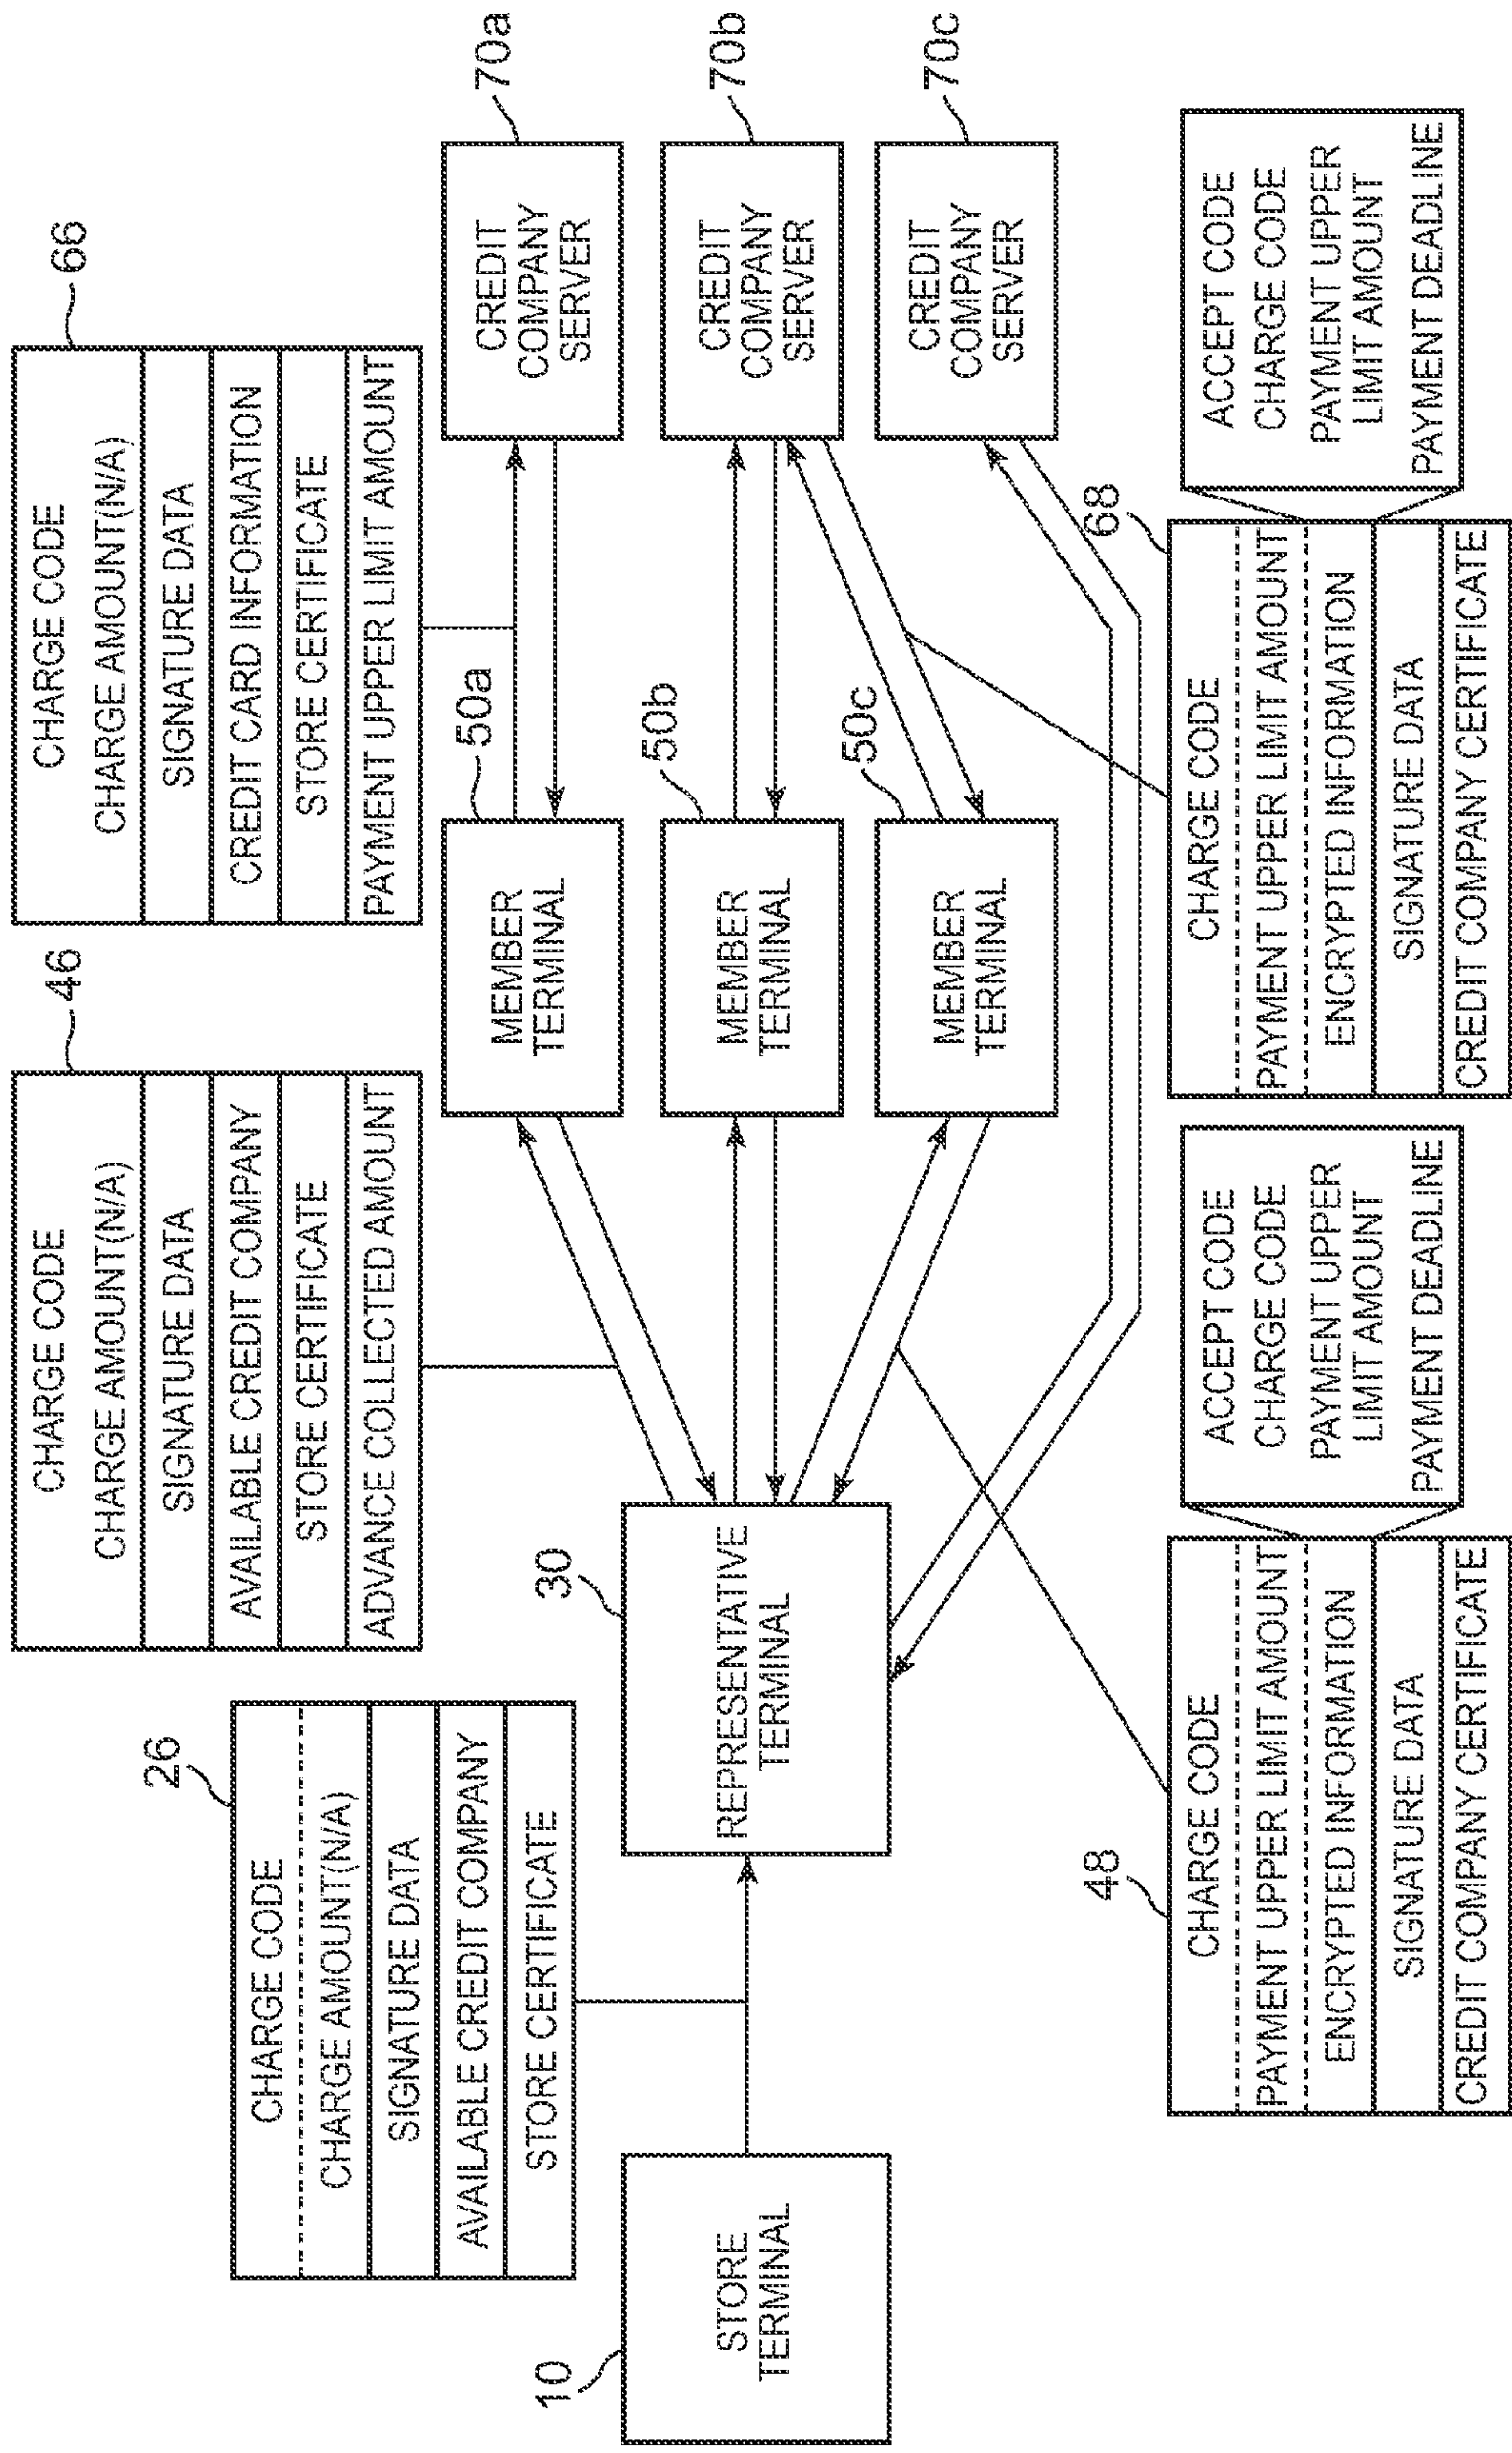 26
CHARGE CODE
CHARGE AMOUNT(N/A)
SIGNATURE DATA
AVAILABLE CREDIT COMPANY
STORE CERTIFICATE
46
CHARGE CODE
CHARGE AMOUNT(N/A)
SIGNATURE DATA
AVAILABLE CREDIT COMPANY
STORE CERTIFICATE
ADVANCE COLLECTED AMOUNT
66
CHARGE CODE
CHARGE AMOUNT(N/A)
SIGNATURE DATA
CREDIT CARD INFORMATION
STORE CERTIFICATE
PAYMENT UPPER LIMIT AMOUNT
10
STORE
TERMINAL
30
REPRESENTATIVE
TERMINAL
50a
MEMBER
TERMINAL
50b
MEMBER
TERMINAL
50c
MEMBER
TERMINAL
70a
CREDIT
COMPANY
SERVER
70b
CREDIT
COMPANY
SERVER
70c
CREDIT
COMPANY
SERVER
48
CHARGE CODE
PAYMENT UPPER LIMIT AMOUNT
ENCRYPTED INFORMATION
SIGNATURE DATA
CREDIT COMPANY CERTIFICATE
ACCEPT CODE
CHARGE CODE
PAYMENT UPPER
LIMIT AMOUNT
PAYMENT DEADLINE
68
CHARGE CODE
PAYMENT UPPER LIMIT AMOUNT
ENCRYPTED INFORMATION
SIGNATURE DATA
CREDIT COMPANY CERTIFICATE
ACCEPT CODE
CHARGE CODE
PAYMENT UPPER
LIMIT AMOUNT
PAYMENT DEADLINE